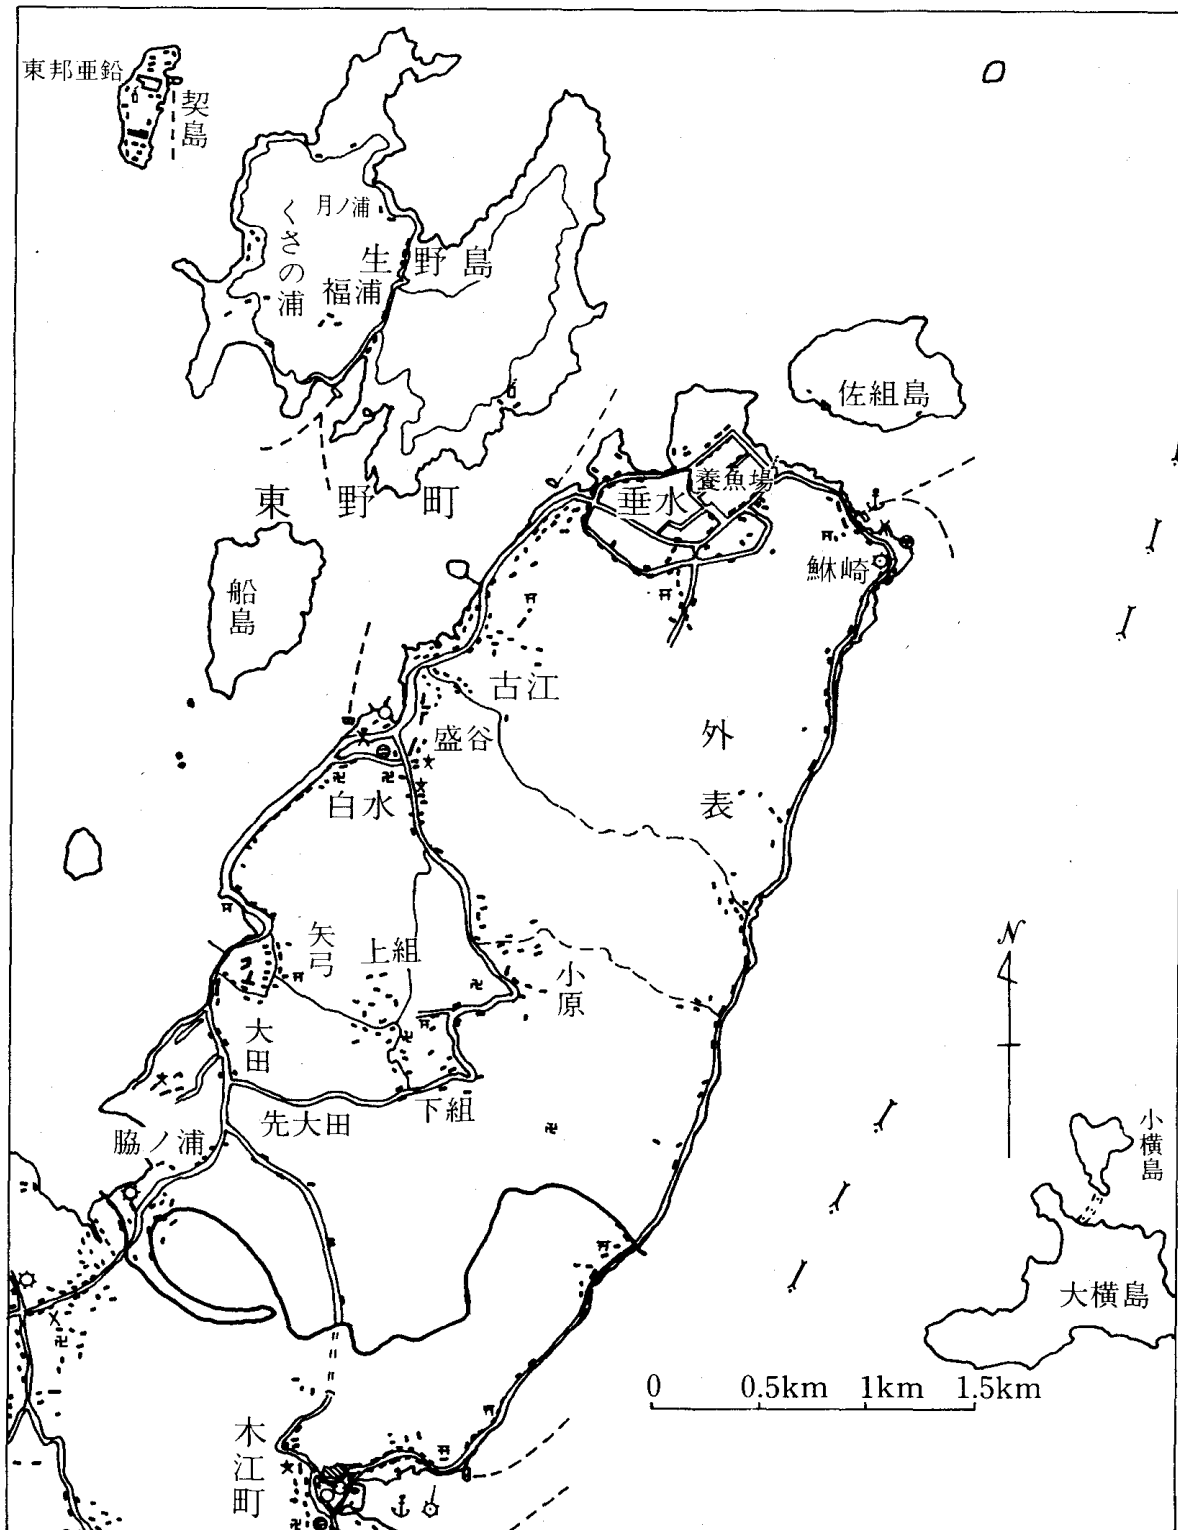 東邦亜鉛
契島
くさの浦
月ノ浦
生野島
福浦
東野町
佐組島
養魚場
垂水
鮴崎
船島
古江
盛谷
外表
白水
矢弓
上組
小原
大田
下組
先大田
脇ノ浦
N
小横島
大横島
0 0.5km 1km 1.5km
木江町